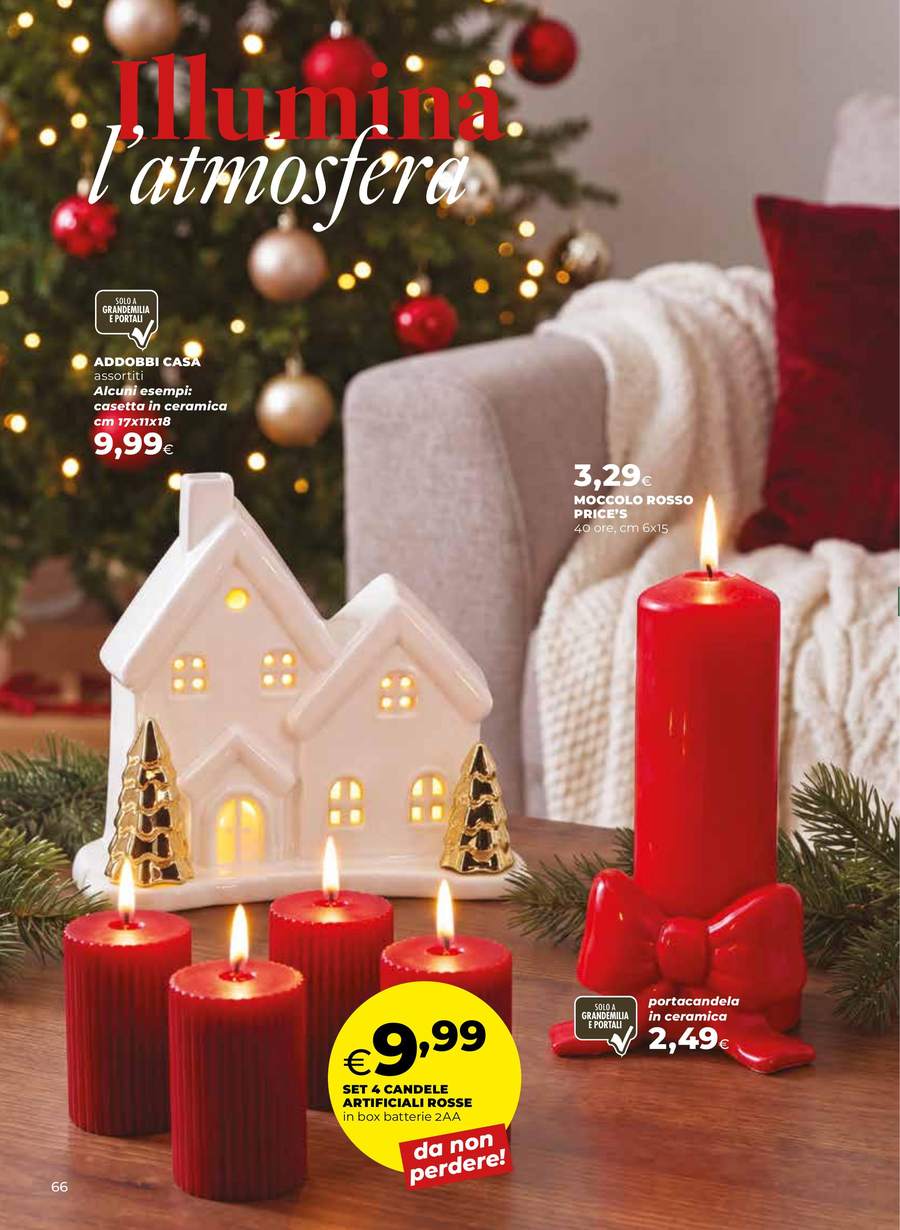 Illumina
l'atmosfera
SOLO A
GRANDEMILIA
E PORTALI
ADDOBBI CASA
assortiti
Alcuni esempi:
casetta in ceramica
cm 17x11x18
9,99€
3,29€
MOCCOLO ROSSO
PRICE'S
40 ore, cm 6x15
SOLO A
GRANDEMILIA
E PORTALI
portacandela
in ceramica
2,49€
€9,99
SET 4 CANDELE
ARTIFICIALI ROSSE
in box batterie 2AA
da non
perdere!
66